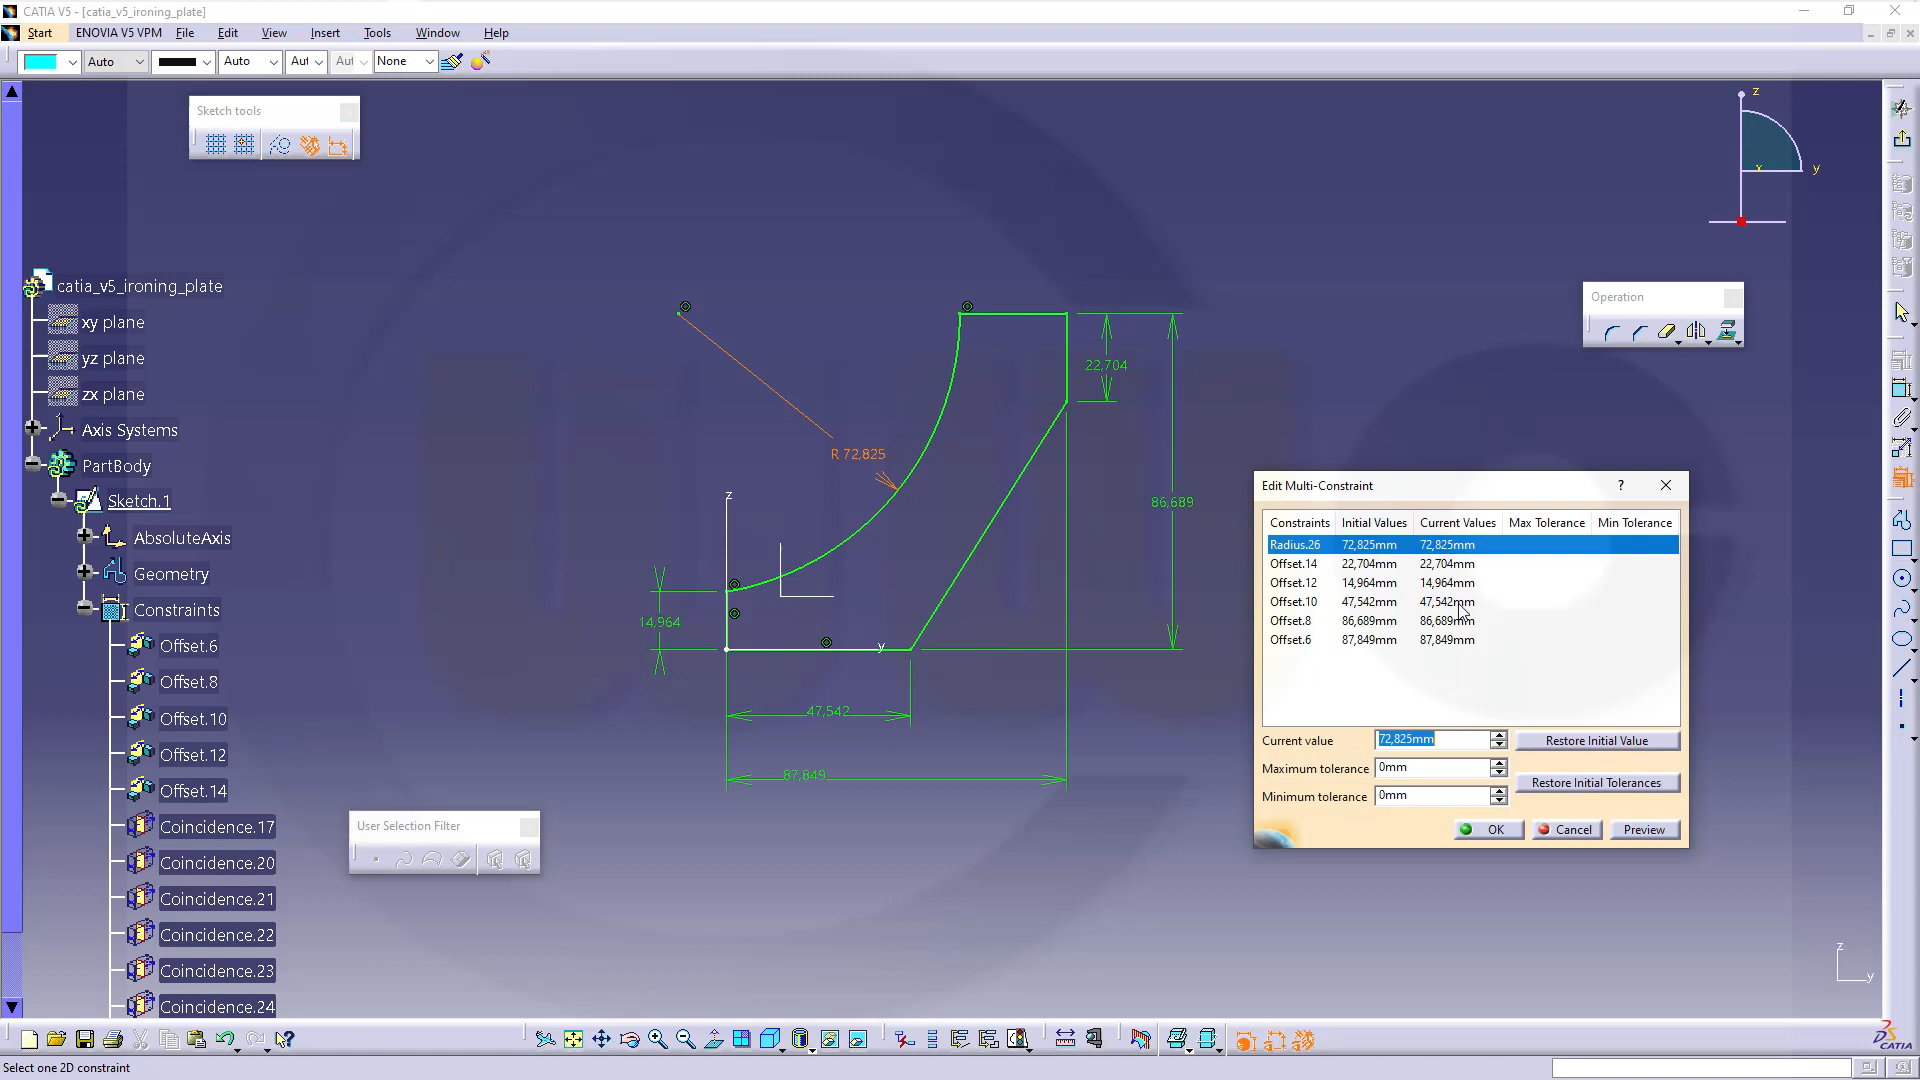 CATIA V5 - [catia_v5_ironing_plate]
Start ENOVIA V5 VPM File Edit View Insert Tools Window Help
Auto Auto Aut Aut None
Sketch tools
z
x
y
catia_v5_ironing_plate
xy plane
yz plane
zx plane
Axis Systems
PartBody
Sketch.1
AbsoluteAxis
Geometry
Constraints
Offset.6
Offset.8
Offset.10
Offset.12
Offset.14
Coincidence.17
Coincidence.20
Coincidence.21
Coincidence.22
Coincidence.23
Coincidence.24
Operation
22,704
R 72,825
86,689
z
14,964
y
47,542
87,849
User Selection Filter
Edit Multi-Constraint
?
Constraints Initial Values Current Values Max Tolerance Min Tolerance
Radius.26 72,825mm 72,825mm
Offset.14 22,704mm 22,704mm
Offset.12 14,964mm 14,964mm
Offset.10 47,542mm 47,542mm
Offset.8 86,689mm 86,689mm
Offset.6 87,849mm 87,849mm
Current value 72,825mm Restore Initial Value
Maximum tolerance 0mm
Restore Initial Tolerances
Minimum tolerance 0mm
OK Cancel Preview
z
y
CATIA
Select one 2D constraint